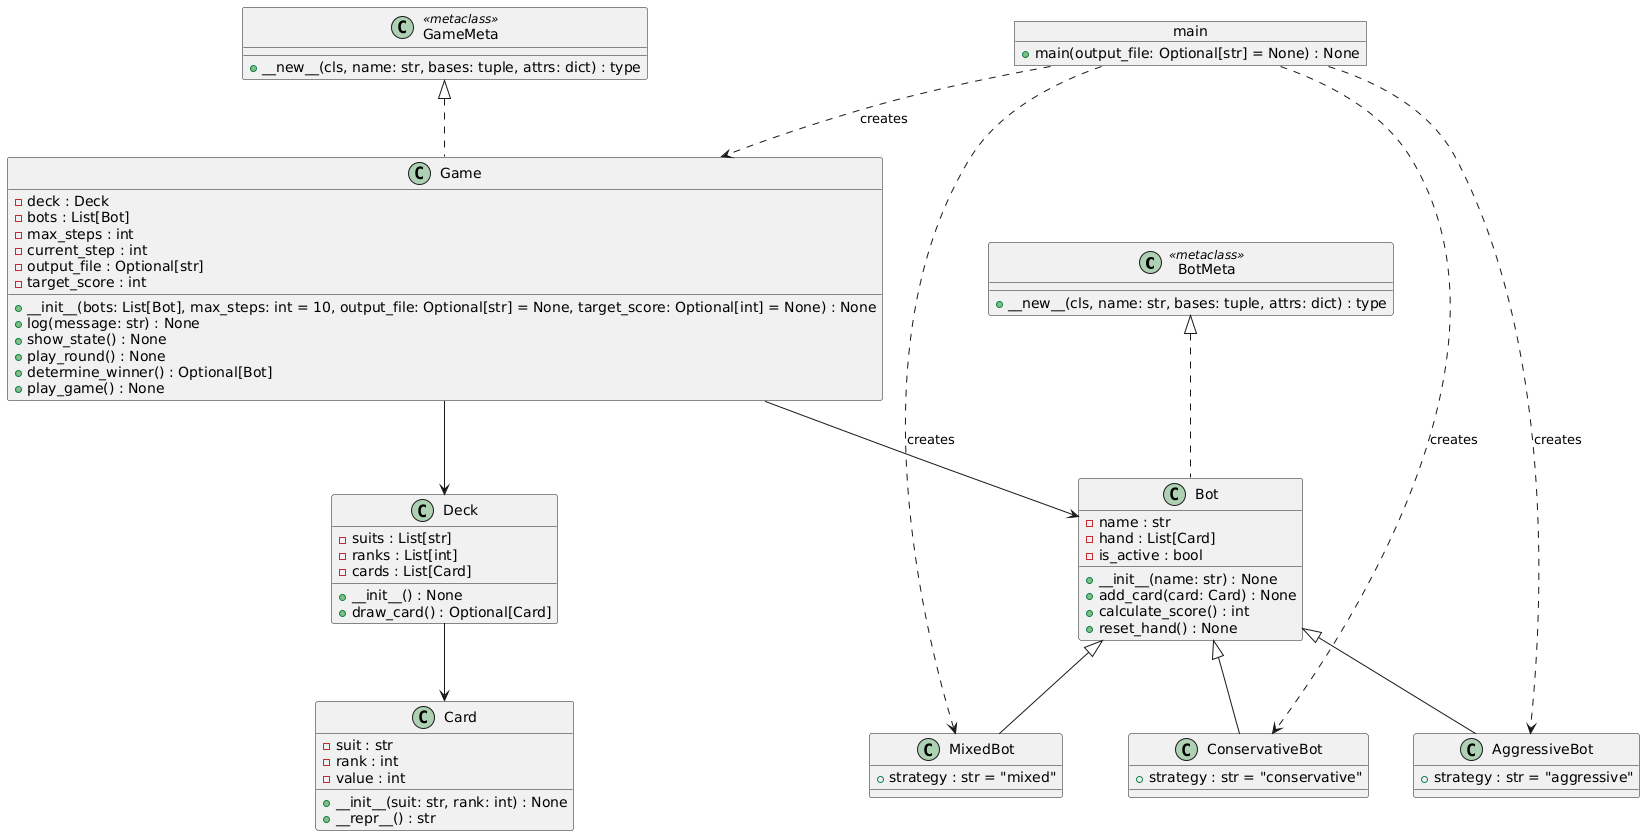 «metaclass»
GameMeta
__new__(cls, name: str, bases: tuple, attrs: dict) : type
main
main(output_file: Optional[str] = None) : None
creates
Game
deck : Deck
bots : List[Bot]
max_steps : int
current_step : int
output_file : Optional[str]
target_score : int
__init__(bots: List[Bot], max_steps: int = 10, output_file: Optional[str] = None, target_score: Optional[int] = None) : None
log(message: str) : None
show_state() : None
play_round() : None
determine_winner() : Optional[Bot]
play_game() : None
«metaclass»
BotMeta
__new__(cls, name: str, bases: tuple, attrs: dict) : type
creates
creates
creates
Deck
suits : List[str]
ranks : List[int]
cards : List[Card]
__init__() : None
draw_card() : Optional[Card]
Bot
name : str
hand : List[Card]
is_active : bool
__init__(name: str) : None
add_card(card: Card) : None
calculate_score() : int
reset_hand() : None
Card
suit : str
rank : int
value : int
__init__(suit: str, rank: int) : None
__repr__() : str
MixedBot
strategy : str = "mixed"
ConservativeBot
strategy : str = "conservative"
AggressiveBot
strategy : str = "aggressive"